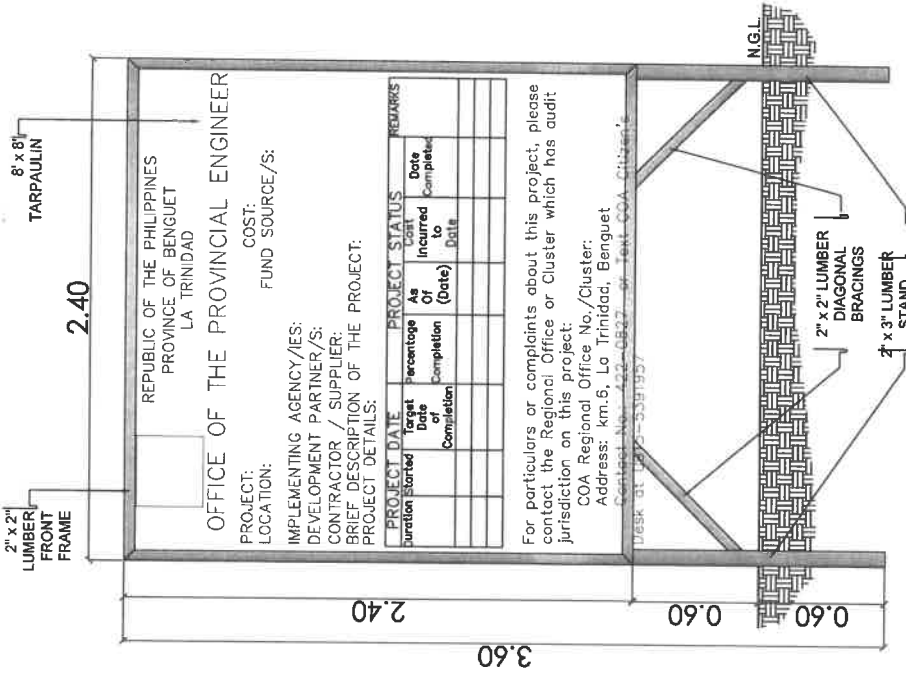 2" x 2"
LUMBER
FRONT
FRAME
8' x 8'
TARPAULIN
2.40
REPUBLIC OF THE PHILIPPINES
PROVINCE OF BENGUET
LA TRINIDAD
OFFICE OF THE PROVINCIAL ENGINEER
PROJECT:
COST:
LOCATION:
FUND SOURCE/S:
IMPLEMENTING AGENCY/IES:
DEVELOPMENT PARTNER/S:
CONTRACTOR / SUPPLIER:
BRIEF DESCRIPTION OF THE PROJECT:
PROJECT DETAILS:
PROJECT DATE PROJECT STATUS REMARKS
Duration Started Target Date of Completion Percentage Completion As Of (Date) Cost Incurred to Date Date Completed
For particulars or complaints about this project, please
contact the Regional Office or Cluster which has audit
jurisdiction on this project:
COA Regional Office No./Cluster:
Address: km.6, La Trinidad, Benguet
Contact No.: 422-0827 or Text COA Citizen's
Desk at
2.40
0.60
0.60
3.60
N.G.L.
2" x 2" LUMBER
DIAGONAL
BRACINGS
2" x 3" LUMBER
STAND